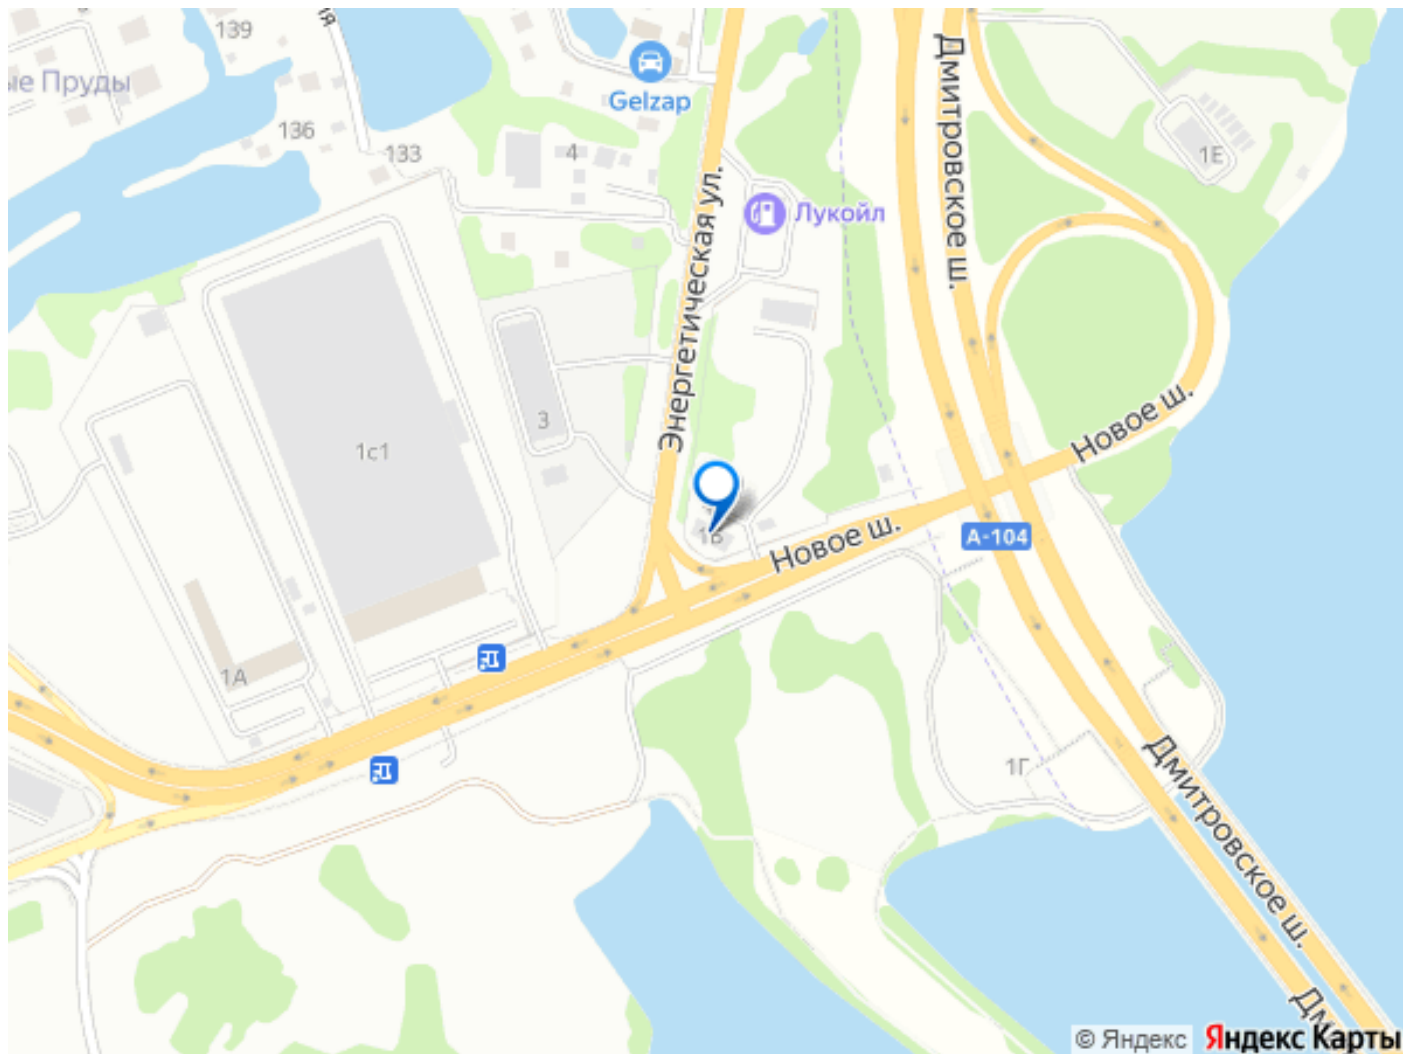 139
ые Пруды
Gelzap
136
133
4
1Е
Лукойл
Дмитровское ш.
Энергетическая ул.
3
1с1
Новое ш.
1В
Новое ш.
А-104
1А
1Г
Дмитровское ш.
© Яндекс
Яндекс Карты